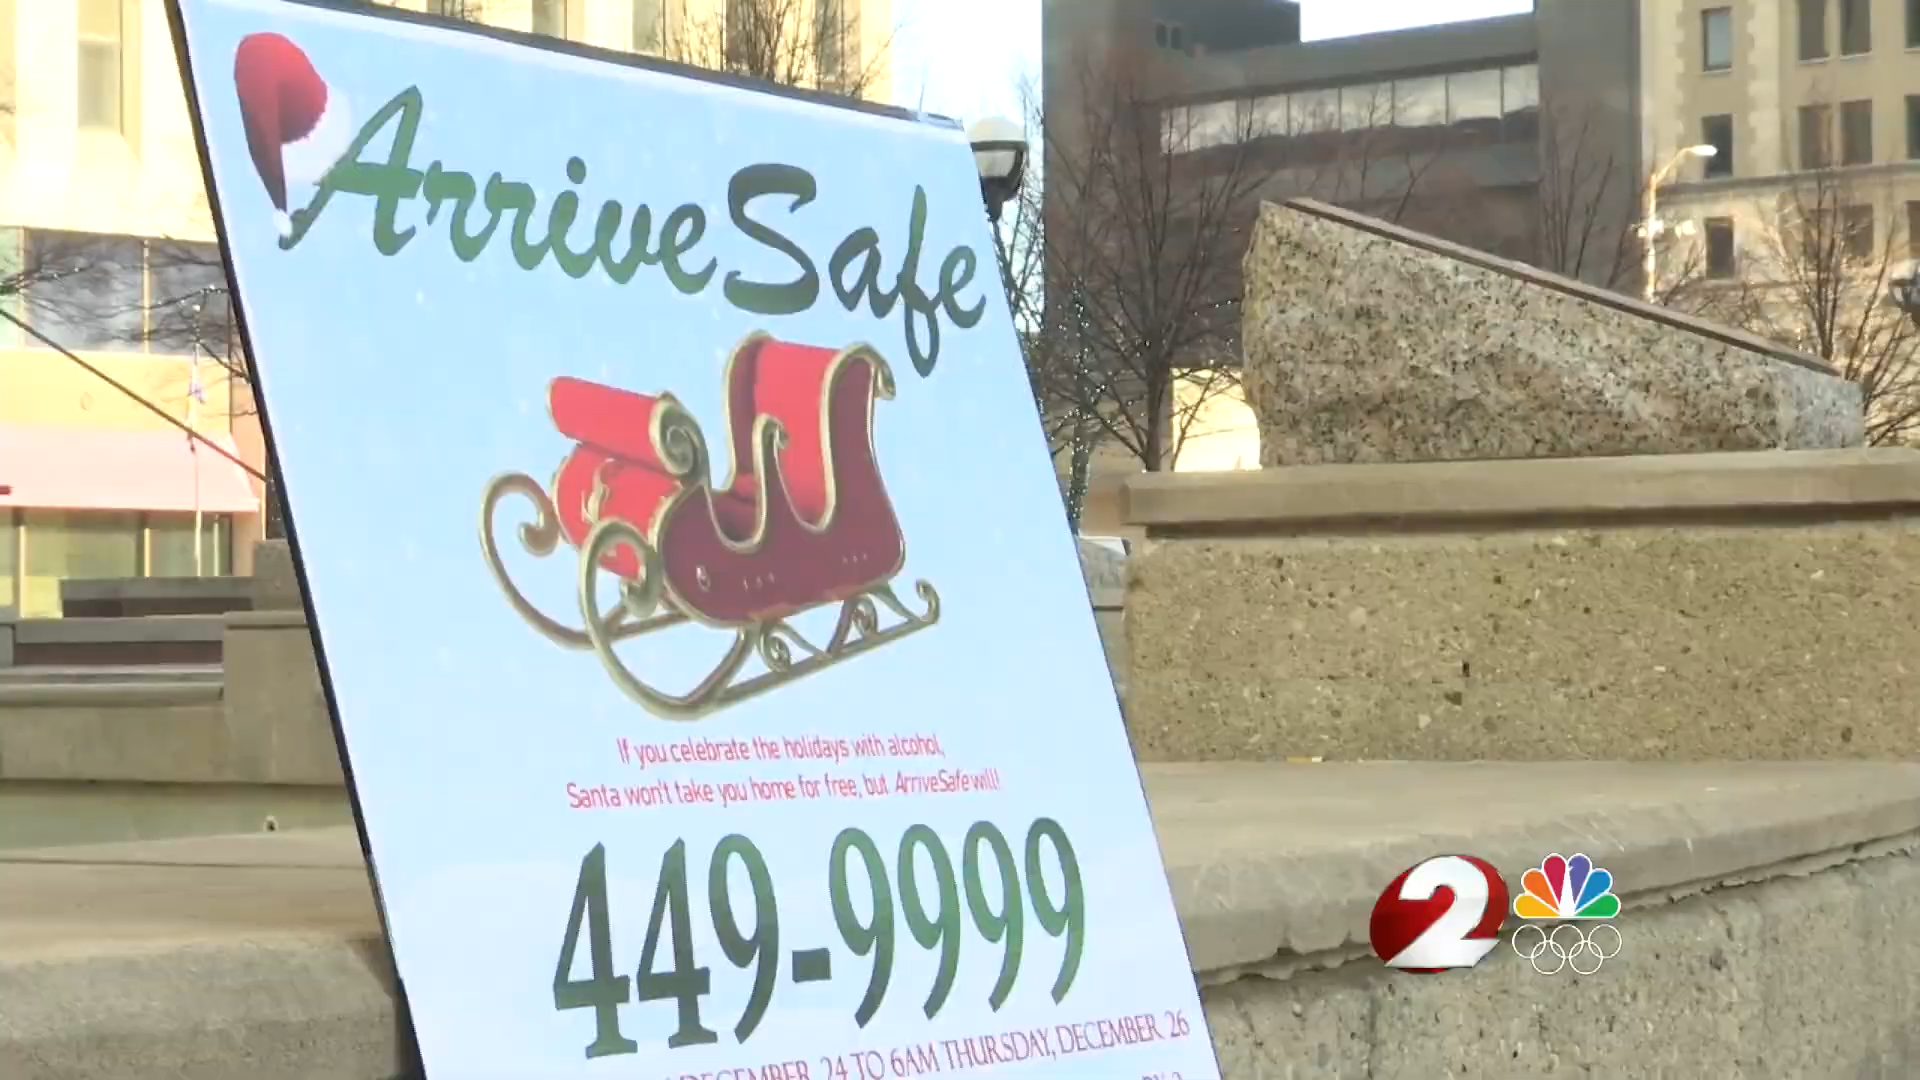 ArriveSafe
If you celebrate the holidays with alcohol,
Santa won't take you home for free, but ArriveSafe will!
449-9999
DECEMBER 24 TO 6AM THURSDAY, DECEMBER 26
2